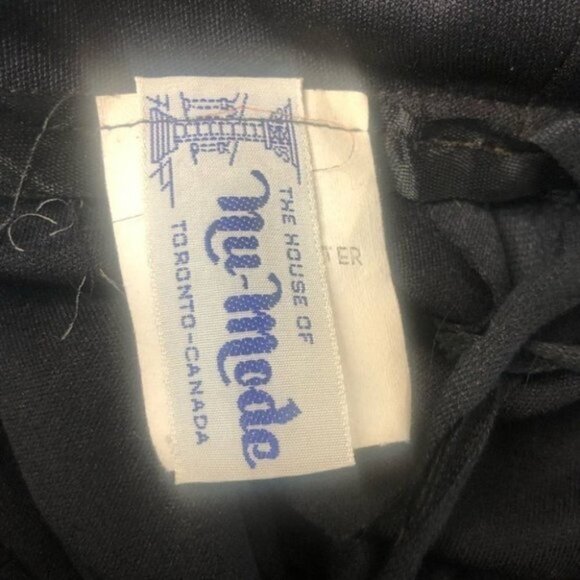 THE HOUSE OF
nu-mode
TORONTO-CANADA
TER